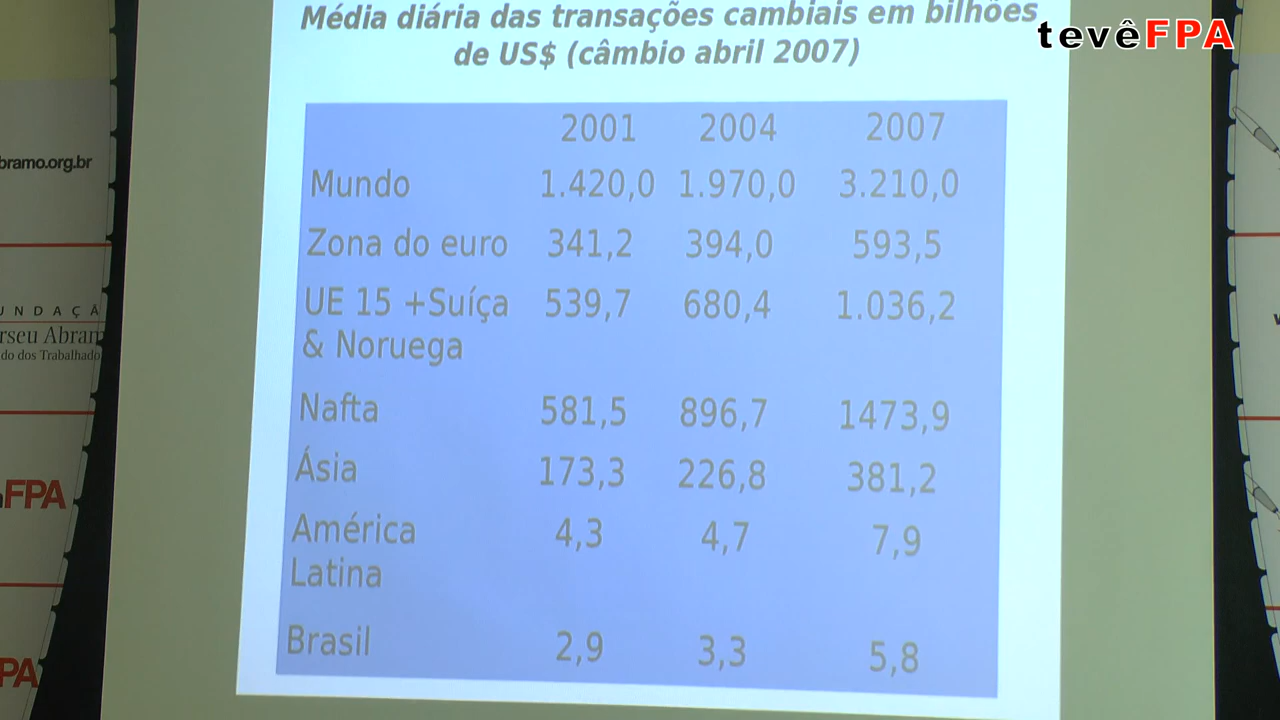 Média diária das transações cambiais em bilhões
de US$ (câmbio abril 2007)
tevêFPA
2001 2004 2007
Mundo 1.420,0 1.970,0 3.210,0
Zona do euro 341,2 394,0 593,5
UE 15 +Suíça 539,7 680,4 1.036,2
& Noruega
Nafta 581,5 896,7 1473,9
Ásia 173,3 226,8 381,2
América 4,3 4,7 7,9
Latina
Brasil 2,9 3,3 5,8
bramo.org.br
UNDAÇÃ
rseu Abram
do dos Trabalhado
FPA
PA